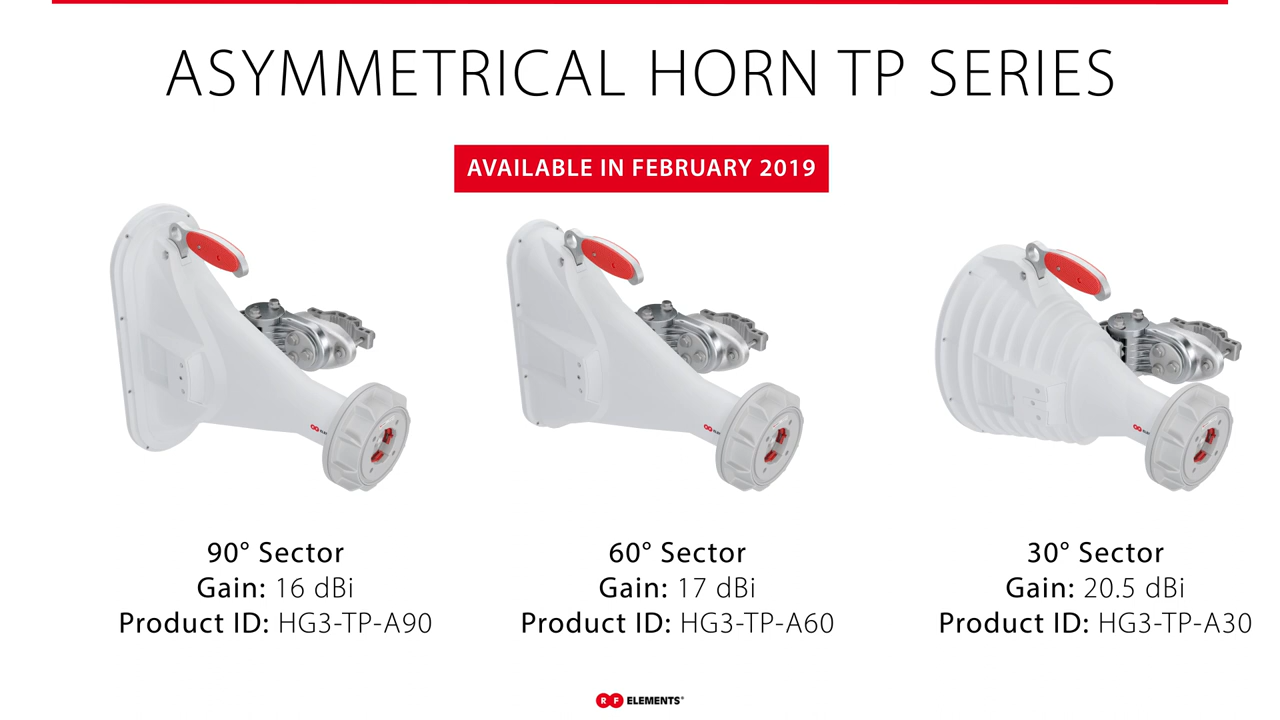 ASYMMETRICAL HORN TP SERIES
AVAILABLE IN FEBRUARY 2019
90° Sector
Gain: 16 dBi
Product ID: HG3-TP-A90
60° Sector
Gain: 17 dBi
Product ID: HG3-TP-A60
30° Sector
Gain: 20.5 dBi
Product ID: HG3-TP-A30
RF ELEMENTS®